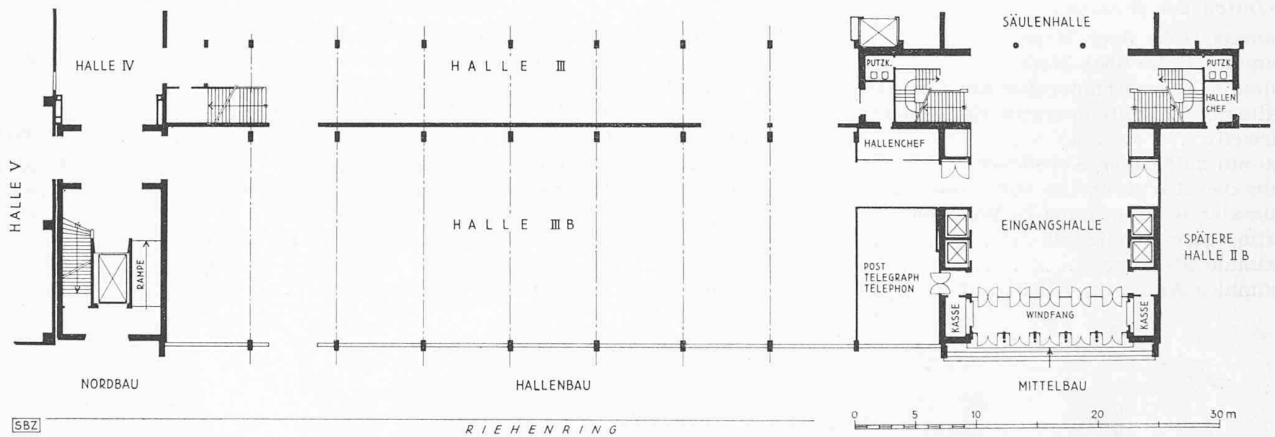 SÄULENHALLE
HALLE IV
HALLE III
PUTZK.
PUTZK.
HALLEN
CHEF
HALLENCHEF
HALLE V
HALLE III B
EINGANGSHALLE
SPÄTERE
HALLE II B
RAMPE
POST
TELEGRAPH
TELEPHON
KASSE
WINDFANG
KASSE
NORDBAU
HALLENBAU
MITTELBAU
SBZ
RIEHENRING
0 5 10 20 30 m